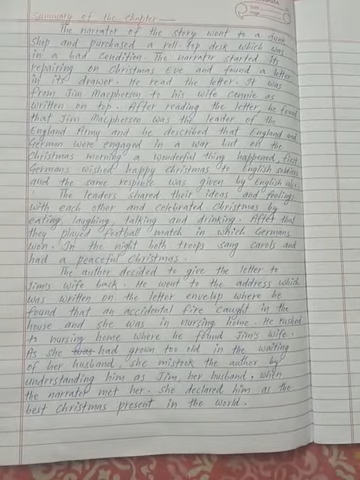 Summary of the chapter
The narrator of the story went to a junk
shop and purchased a roll-top desk which was
in a bad condition. The narrator started its
repairing on Christmas Eve and found a letter
in its drawer. He read the letter. It was
from Jim Macpherson to his wife Connie as
written on top. After reading the letter, he found
that Jim Macpherson was the leader of the
England Army and he described that England and
German were engaged in a war but on the
Christmas morning a wonderful thing happened, first
Germans wished happy christmas to English soldiers
and the same response was given by english also.
The leaders shared their ideas and feelings
with each other and celebrated Christmas by
eating, laughing, talking and drinking. After that
they played football match in which Germans
won. In the night both troops sang carols and
had a peaceful Christmas.
The author decided to give the letter to
Jim's wife back. He went to the address which
was written on the letter envelop where he
found that an accidental fire caught in the
house and she was in nursing home. He rushed
to nursing home where he found Jim's wife.
As she had grown too old in the waiting
of her husband, she mistook the author by
understanding him as Jim, her husband, when
the narrator met her. She declared him as the
best christmas present in the world.